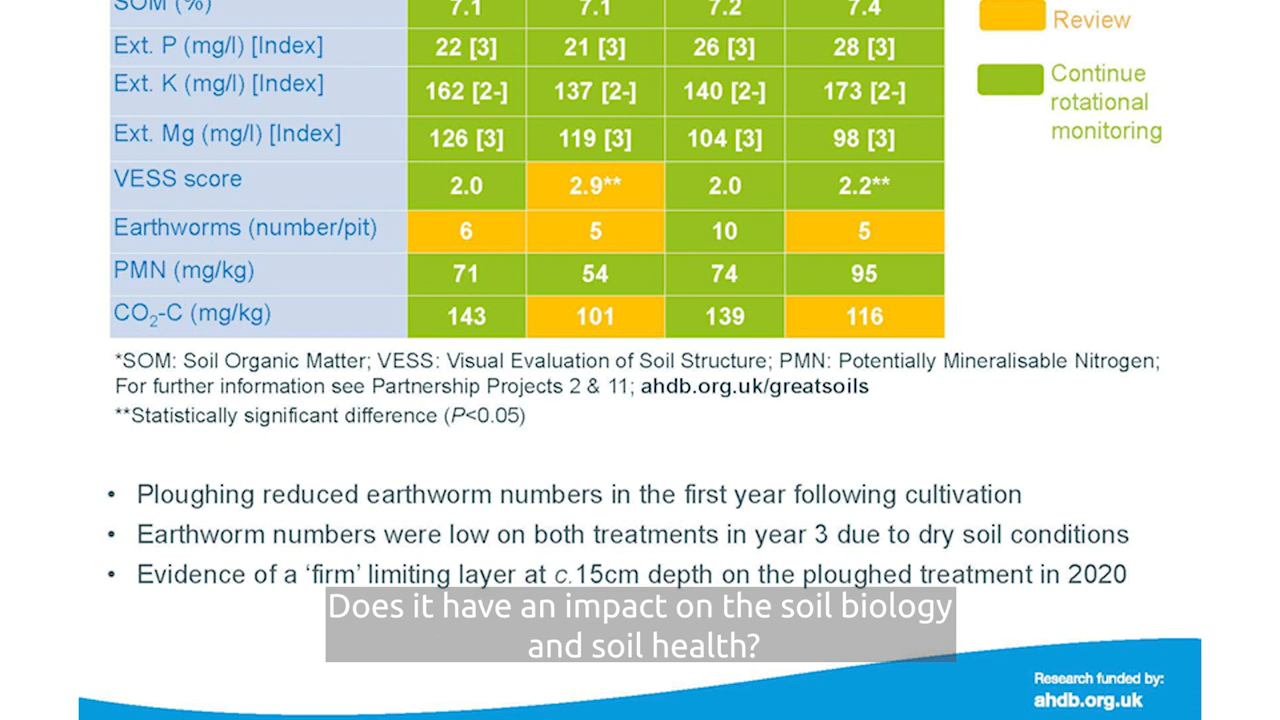 SOM (%) 7.1 7.1 7.2 7.4
Review
Ext. P (mg/l) [Index] 22 [3] 21 [3] 26 [3] 28 [3]
Continue
rotational
monitoring
Ext. K (mg/l) [Index] 162 [2-] 137 [2-] 140 [2-] 173 [2-]
Ext. Mg (mg/l) [Index] 126 [3] 119 [3] 104 [3] 98 [3]
VESS score 2.0 2.9** 2.0 2.2**
Earthworms (number/pit) 6 5 10 5
PMN (mg/kg) 71 54 74 95
CO₂-C (mg/kg) 143 101 139 116
*SOM: Soil Organic Matter; VESS: Visual Evaluation of Soil Structure; PMN: Potentially Mineralisable Nitrogen;
For further information see Partnership Projects 2 & 11; ahdb.org.uk/greatsoils
**Statistically significant difference (P<0.05)
• Ploughing reduced earthworm numbers in the first year following cultivation
• Earthworm numbers were low on both treatments in year 3 due to dry soil conditions
• Evidence of a ‘firm’ limiting layer at c.15cm depth on the ploughed treatment in 2020
Does it have an impact on the soil biology
and soil health?
Research funded by:
ahdb.org.uk